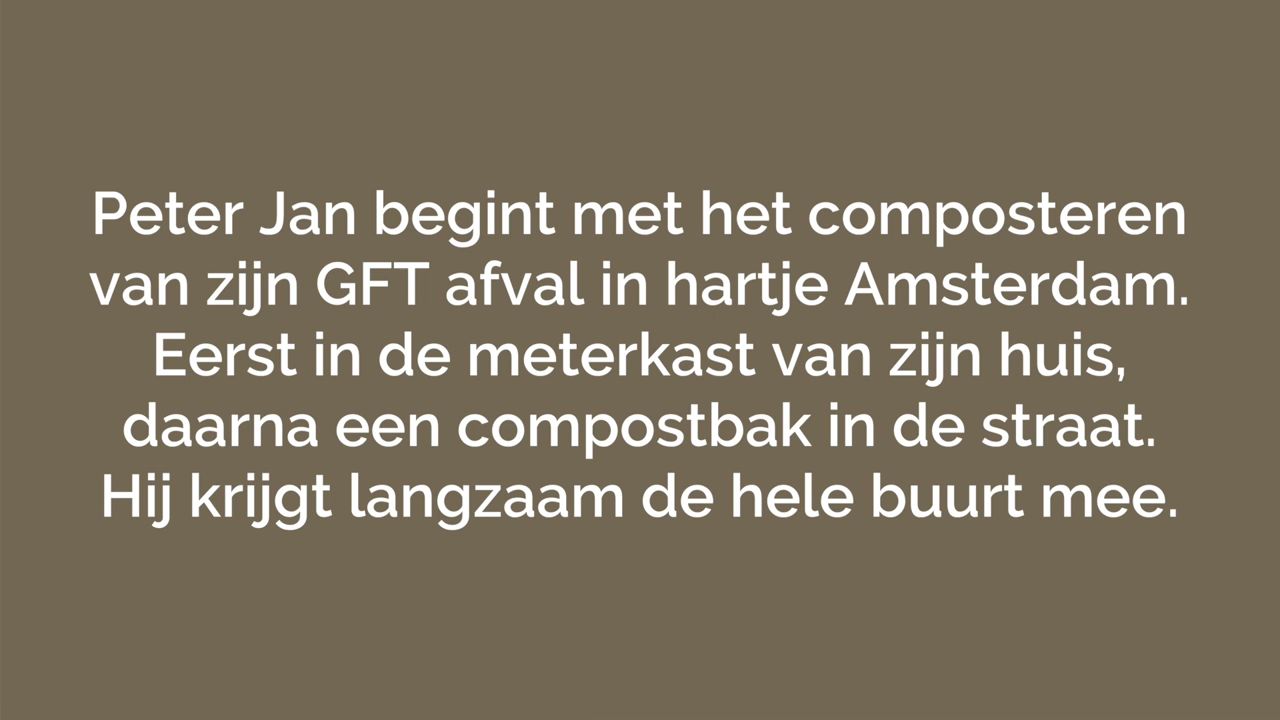 Peter Jan begint met het composteren
van zijn GFT afval in hartje Amsterdam.
Eerst in de meterkast van zijn huis,
daarna een compostbak in de straat.
Hij krijgt langzaam de hele buurt mee.